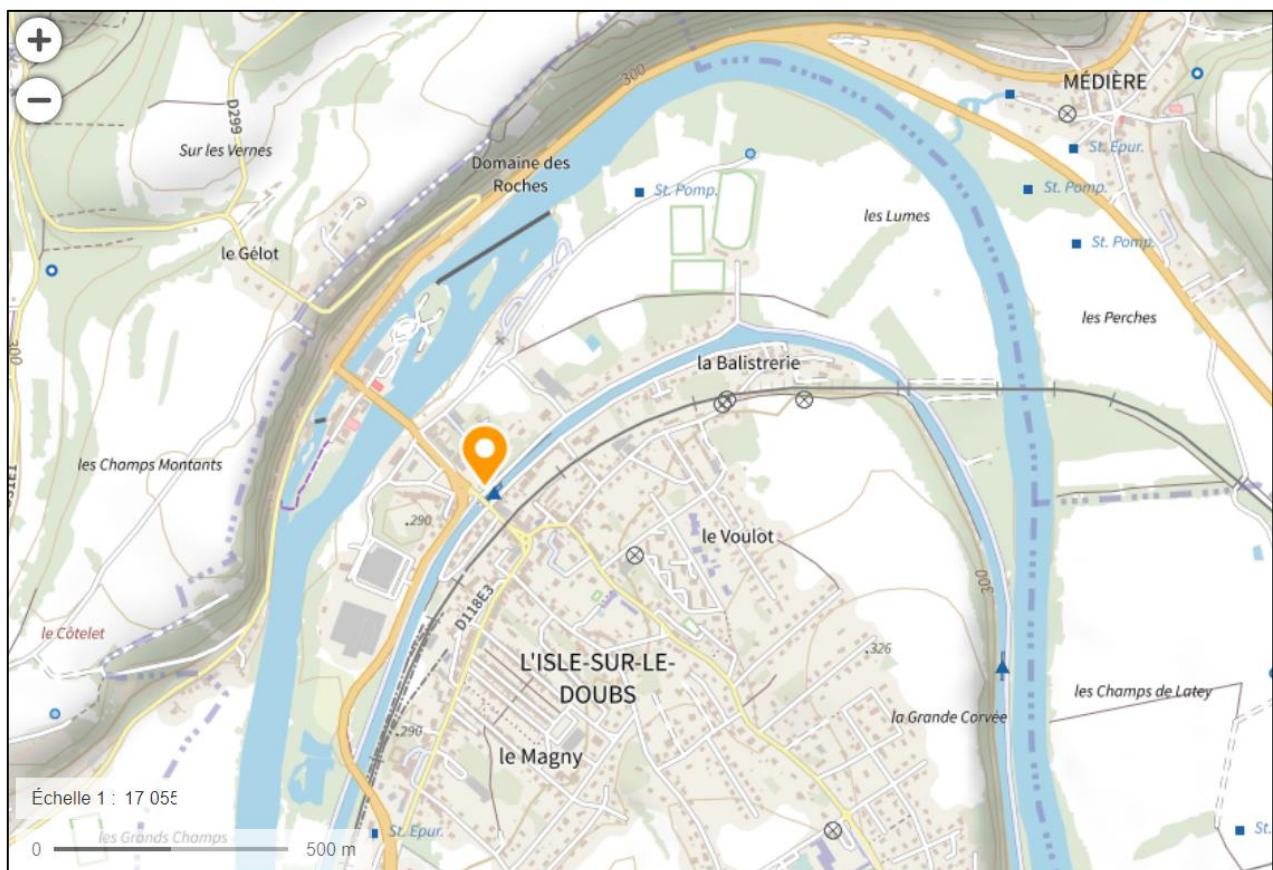 +
−
300
MÉDIÈRE
D299
Sur les Vernes
Domaine des
Roches
St. Epur.
St. Pomp.
St. Pomp.
les Lumes
le Gélot
St. Pomp.
les Perches
300
la Balistrerie
les Champs Montants
.290
le Voulot
300
D118E3
le Côtelet
L'ISLE-SUR-LE-
DOUBS
.326
les Champs de Latey
la Grande Corvée
.290
le Magny
Échelle 1 : 17 055
les Grands Champs
St. Epur.
St.
0
500 m